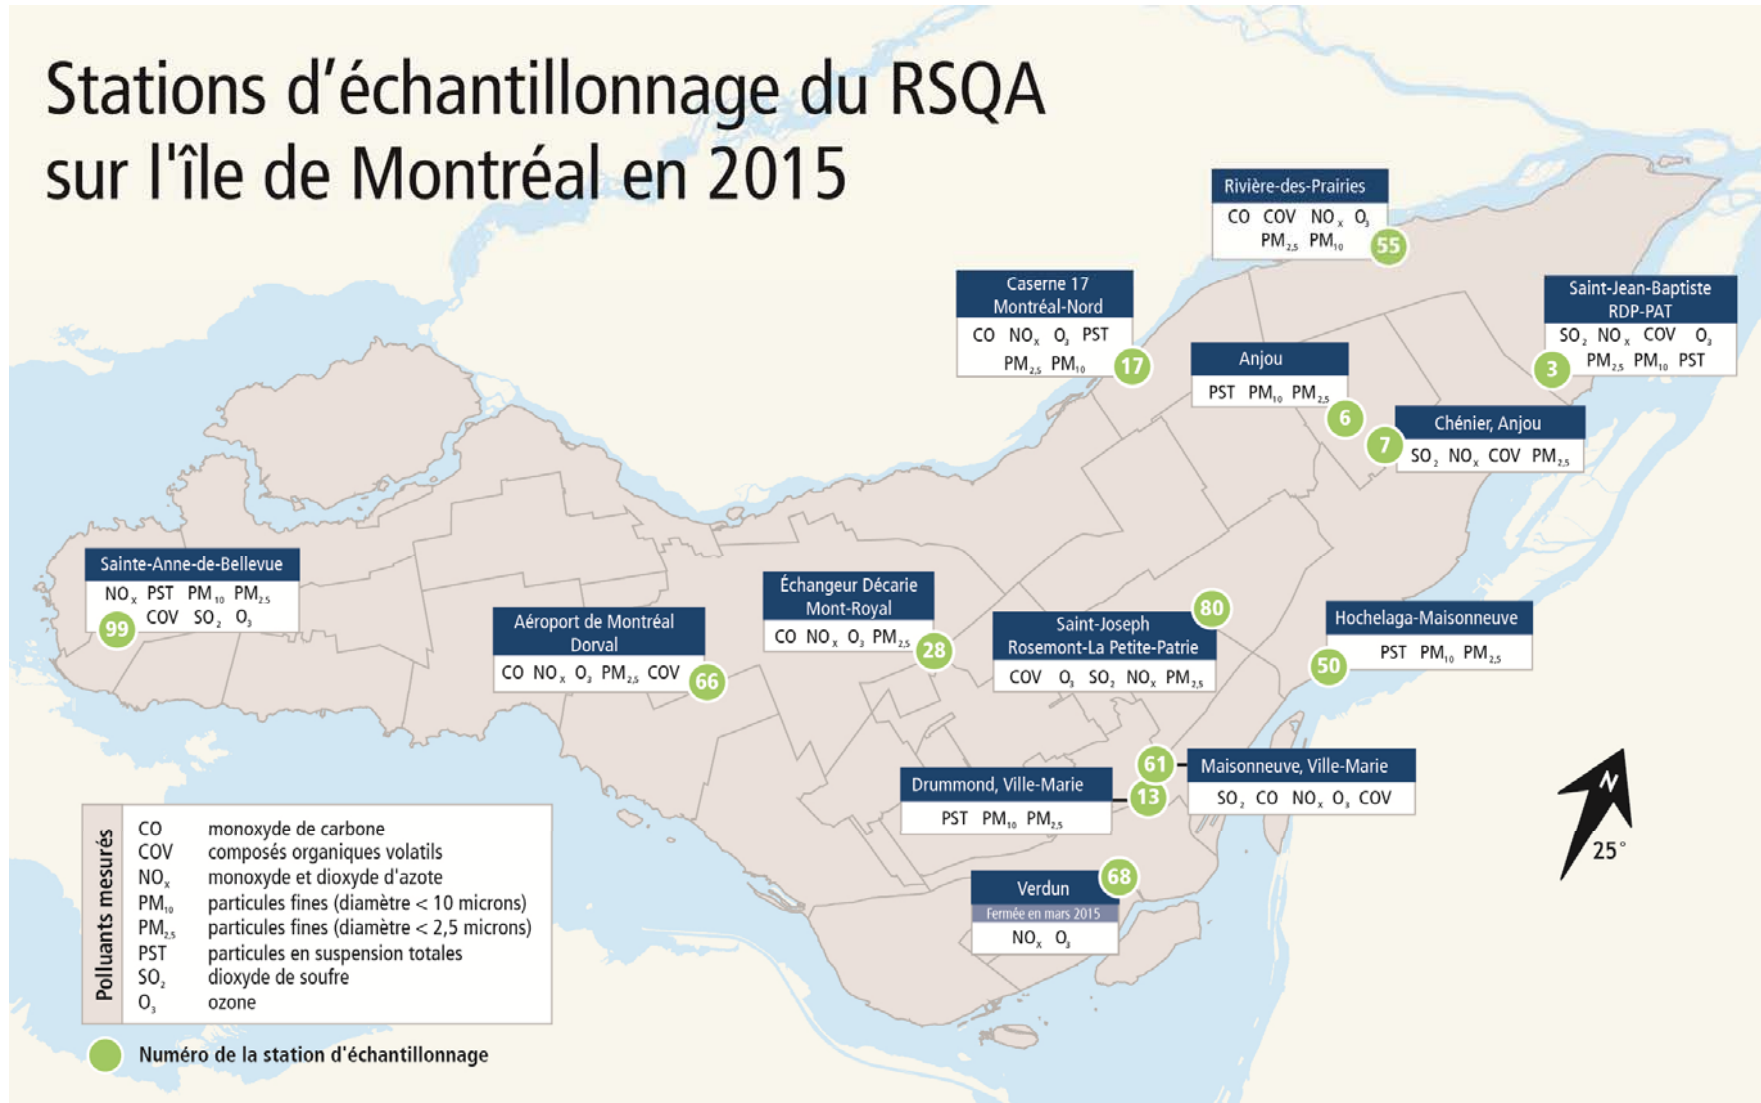 Stations d'échantillonnage du RSQA
sur l'île de Montréal en 2015
Rivière-des-Prairies
CO COV NOx O₃
PM₂,₅ PM₁₀
55
Caserne 17
Montréal-Nord
CO NOx O₃ PST
PM₂,₅ PM₁₀
17
Saint-Jean-Baptiste
RDP-PAT
SO₂ NOx COV O₃
PM₂,₅ PM₁₀ PST
3
Anjou
PST PM₁₀ PM₂,₅
6
Chénier, Anjou
SO₂ NOx COV PM₂,₅
7
Sainte-Anne-de-Bellevue
NOx PST PM₁₀ PM₂.₅
COV SO₂ O₃
99
Aéroport de Montréal
Dorval
CO NOx O₃ PM₂,₅ COV
66
Échangeur Décarie
Mont-Royal
CO NOx O₃ PM₂,₅
28
80
Saint-Joseph
Rosemont-La Petite-Patrie
COV O₃ SO₂ NOx PM₂,₅
Hochelaga-Maisonneuve
PST PM₁₀ PM₂,₅
50
61
Maisonneuve, Ville-Marie
SO₂ CO NOx O₃ COV
Drummond, Ville-Marie
PST PM₁₀ PM₂,₅
13
68
Verdun
Fermée en mars 2015
NOx O₃
N
25°
Polluants mesurés
CO monoxyde de carbone
COV composés organiques volatils
NOx monoxyde et dioxyde d'azote
PM₁₀ particules fines (diamètre < 10 microns)
PM₂,₅ particules fines (diamètre < 2,5 microns)
PST particules en suspension totales
SO₂ dioxyde de soufre
O₃ ozone
Numéro de la station d'échantillonnage